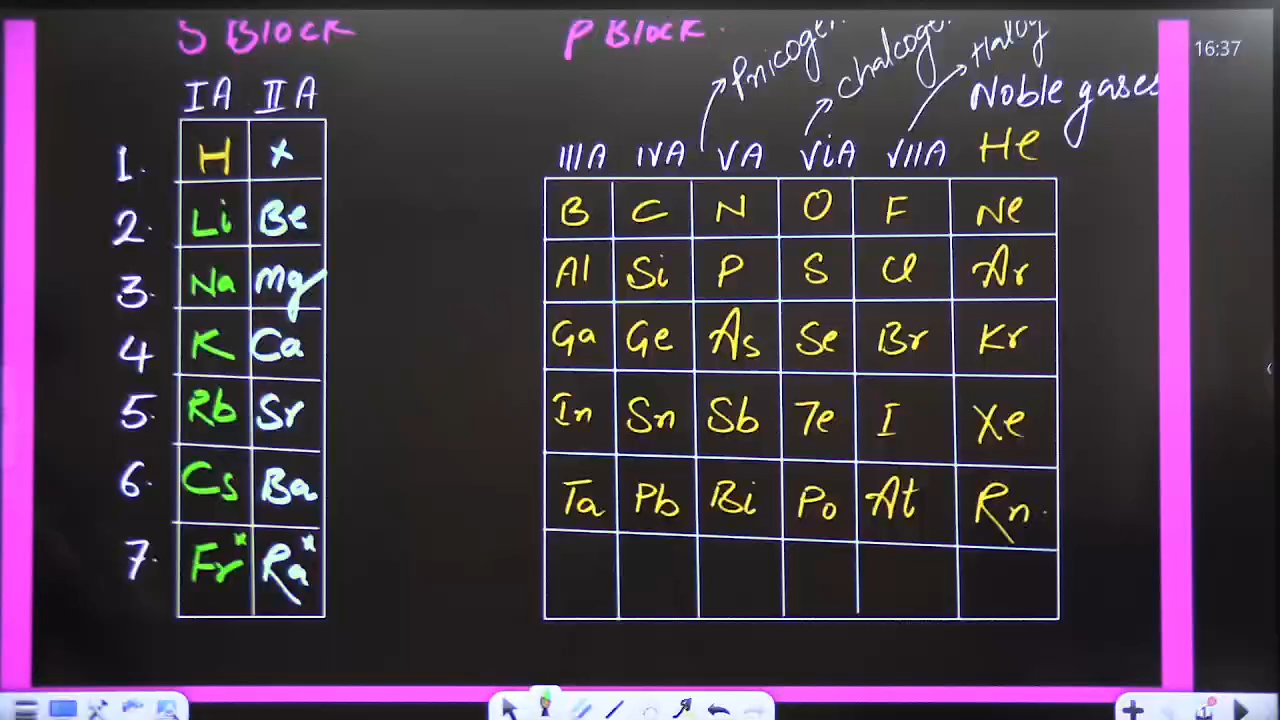 S BLOCK
P BLOCK.
16:37
Pnicogen
chalcogen
Halog
Noble gases
IA IIA
IIIA IVA VA ViA VIIA He
1. H x
2. Li Be B C N O F Ne
3. Na Mg Al Si P S Cl Ar
4 K Ca Ga Ge As Se Br Kr
5. Rb Sr In Sn Sb Te I Xe
6. Cs Ba Ta Pb Bi Po At Rn.
7. Fr* Ra*